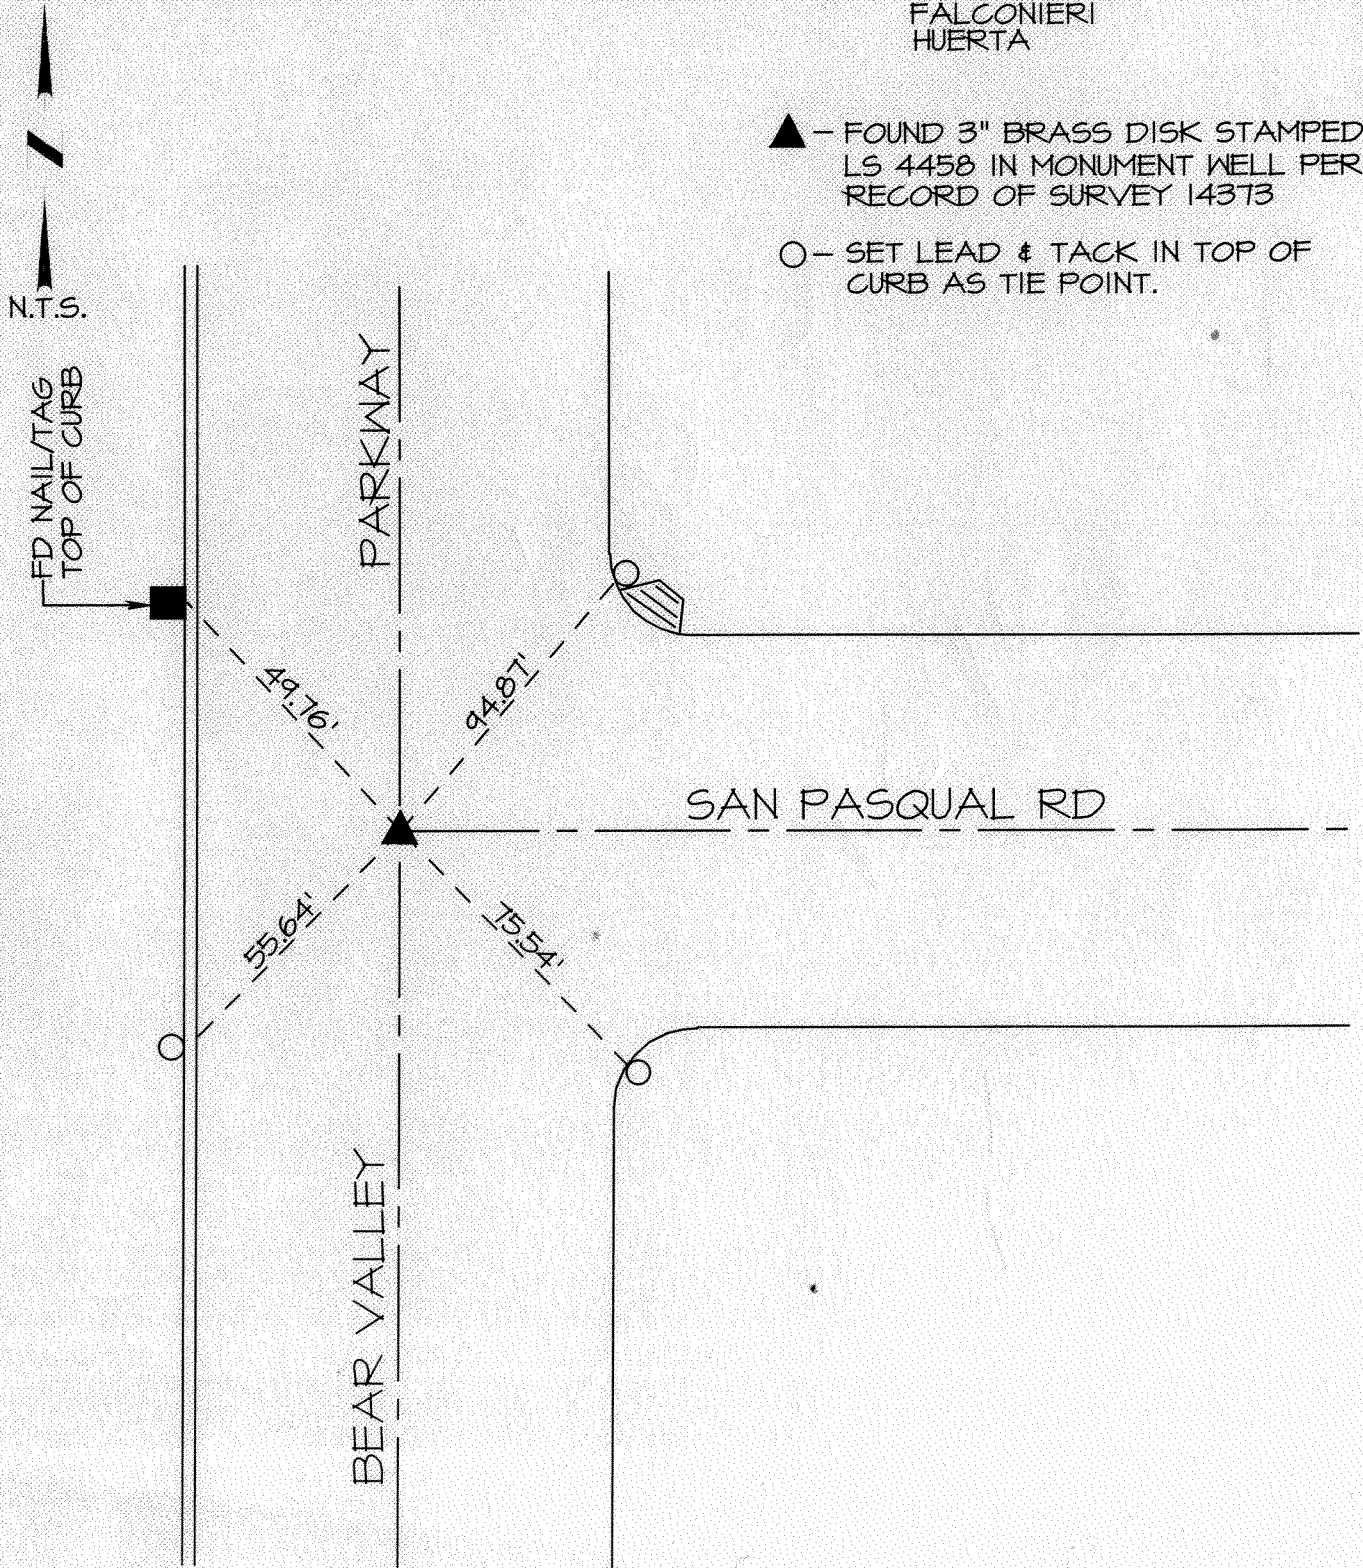 FALCONIERI
HUERTA
FOUND 3" BRASS DISK STAMPED
LS 4458 IN MONUMENT WELL PER
RECORD OF SURVEY 14373
SET LEAD & TACK IN TOP OF
CURB AS TIE POINT.
N.T.S.
FD NAIL/TAG
TOP OF CURB
PARKWAY
49.76'
94.87'
SAN PASQUAL RD
55.64'
75.54'
BEAR VALLEY